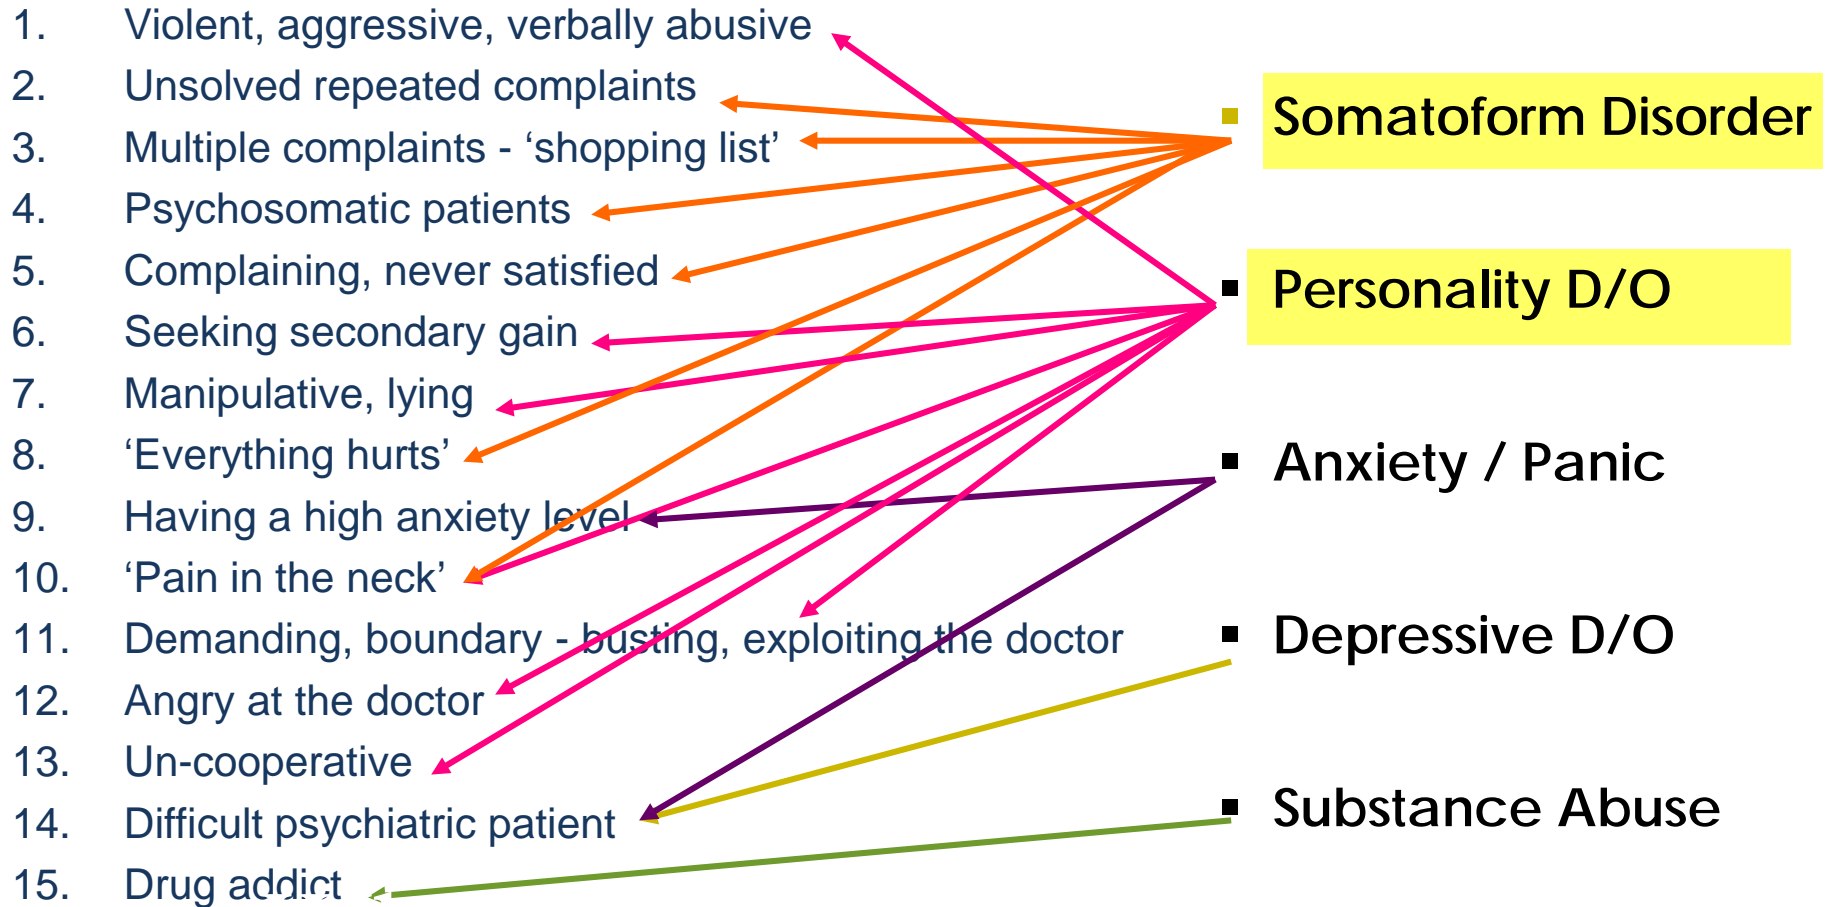 1. Violent, aggressive, verbally abusive
2. Unsolved repeated complaints
3. Multiple complaints - ‘shopping list’
4. Psychosomatic patients
5. Complaining, never satisfied
6. Seeking secondary gain
7. Manipulative, lying
8. ‘Everything hurts’
9. Having a high anxiety level
10. ‘Pain in the neck’
11. Demanding, boundary - busting, exploiting the doctor
12. Angry at the doctor
13. Un-cooperative
14. Difficult psychiatric patient
15. Drug addict
▪ Somatoform Disorder
▪ Personality D/O
▪ Anxiety / Panic
▪ Depressive D/O
▪ Substance Abuse